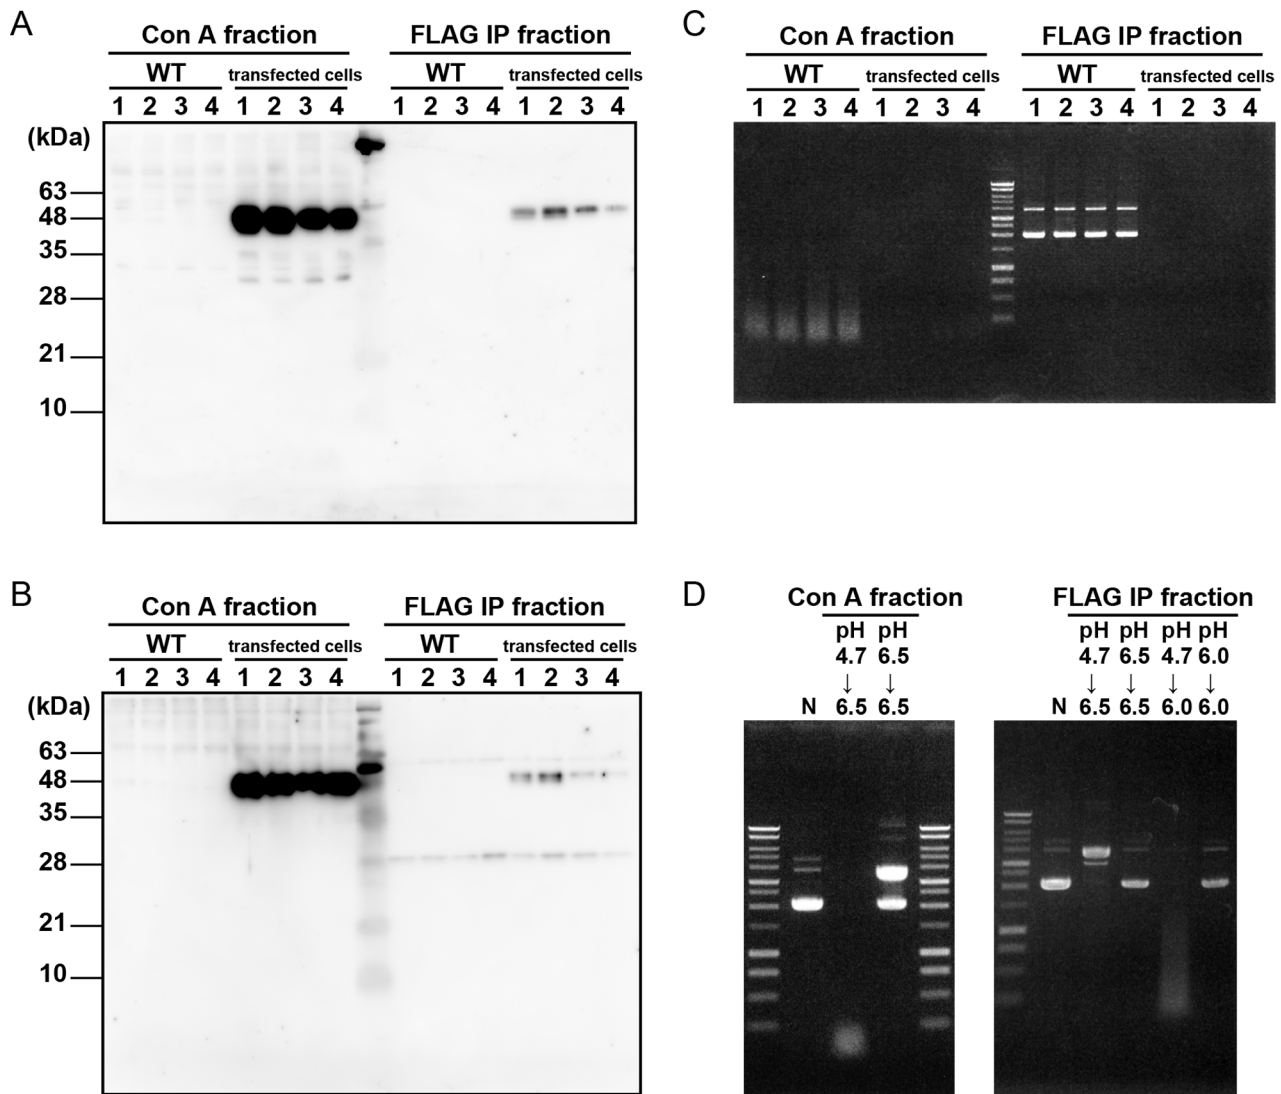 A
Con A fraction FLAG IP fraction
WT transfected cells WT transfected cells
1 2 3 4 1 2 3 4 1 2 3 4 1 2 3 4
(kDa)
63
48
35
28
21
10
C
Con A fraction FLAG IP fraction
WT transfected cells WT transfected cells
1 2 3 4 1 2 3 4 1 2 3 4 1 2 3 4
B
Con A fraction FLAG IP fraction
WT transfected cells WT transfected cells
1 2 3 4 1 2 3 4 1 2 3 4 1 2 3 4
(kDa)
63
48
35
28
21
10
D
Con A fraction FLAG IP fraction
pH pH pH pH pH pH
4.7 6.5 4.7 6.5 4.7 6.0
↓ ↓ ↓ ↓ ↓ ↓
N 6.5 6.5 N 6.5 6.5 6.0 6.0